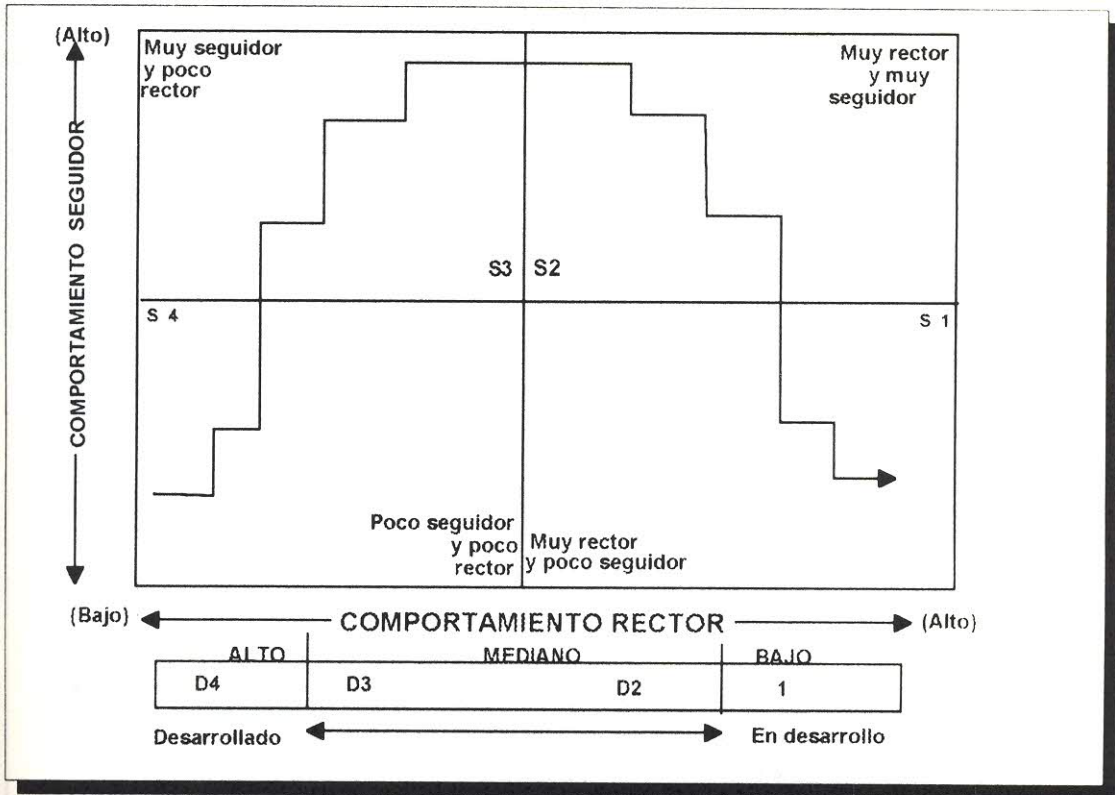 (Alto)
Muy seguidor
y poco
rector
Muy rector
y muy
seguidor
COMPORTAMIENTO SEGUIDOR
S3
S2
S 4
S 1
Poco seguidor
y poco
rector
Muy rector
y poco seguidor
(Bajo)
COMPORTAMIENTO RECTOR
(Alto)
ALTO
MEDIANO
BAJO
D4
D3
D2
1
Desarrollado
En desarrollo